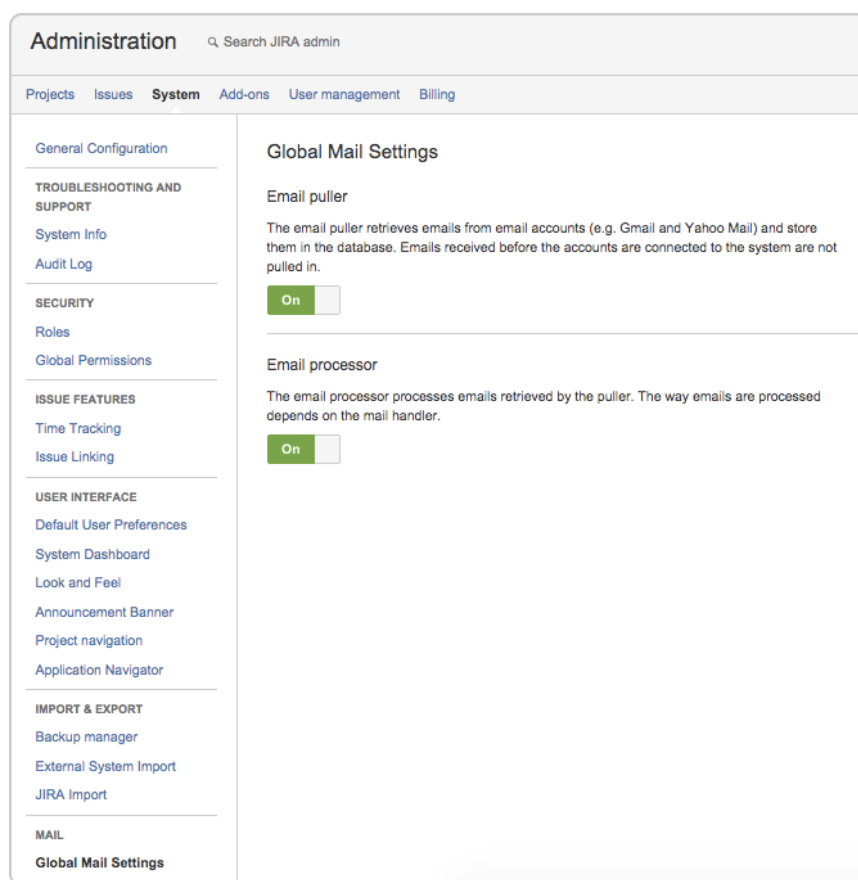 Administration Search JIRA admin
Projects Issues System Add-ons User management Billing
General Configuration
TROUBLESHOOTING AND
SUPPORT
System Info
Audit Log
SECURITY
Roles
Global Permissions
ISSUE FEATURES
Time Tracking
Issue Linking
USER INTERFACE
Default User Preferences
System Dashboard
Look and Feel
Announcement Banner
Project navigation
Application Navigator
IMPORT & EXPORT
Backup manager
External System Import
JIRA Import
MAIL
Global Mail Settings
Global Mail Settings
Email puller
The email puller retrieves emails from email accounts (e.g. Gmail and Yahoo Mail) and store
them in the database. Emails received before the accounts are connected to the system are not
pulled in.
On
Email processor
The email processor processes emails retrieved by the puller. The way emails are processed
depends on the mail handler.
On